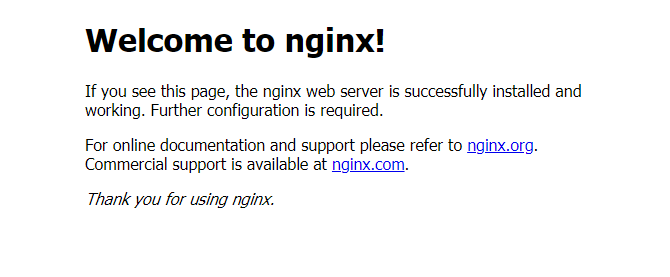 Welcome to nginx!
If you see this page, the nginx web server is successfully installed and
working. Further configuration is required.
For online documentation and support please refer to nginx.org.
Commercial support is available at nginx.com.
Thank you for using nginx.